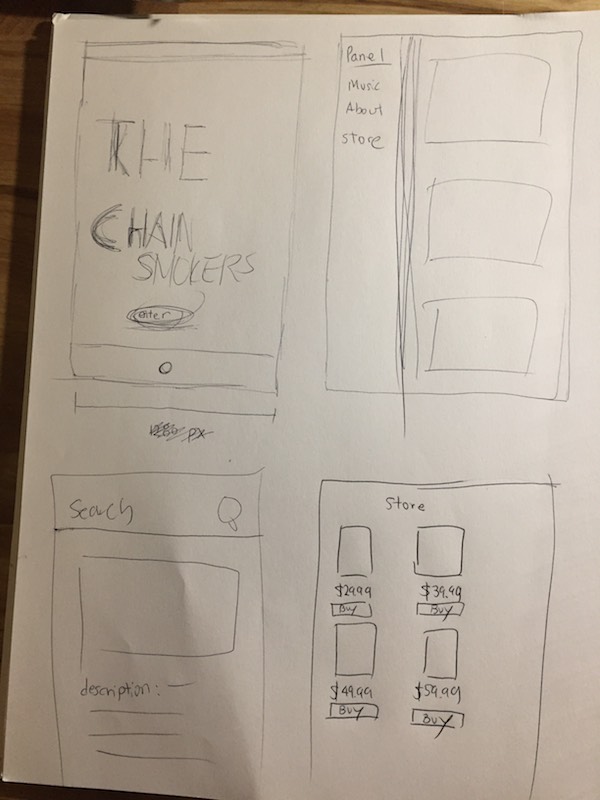 THE
CHAIN
SMOKERS
enter
px
Panel
Music
About
Store
Search
description:
Store
$29.99 $39.99
Buy Buy
$49.99 $59.99
Buy Buy